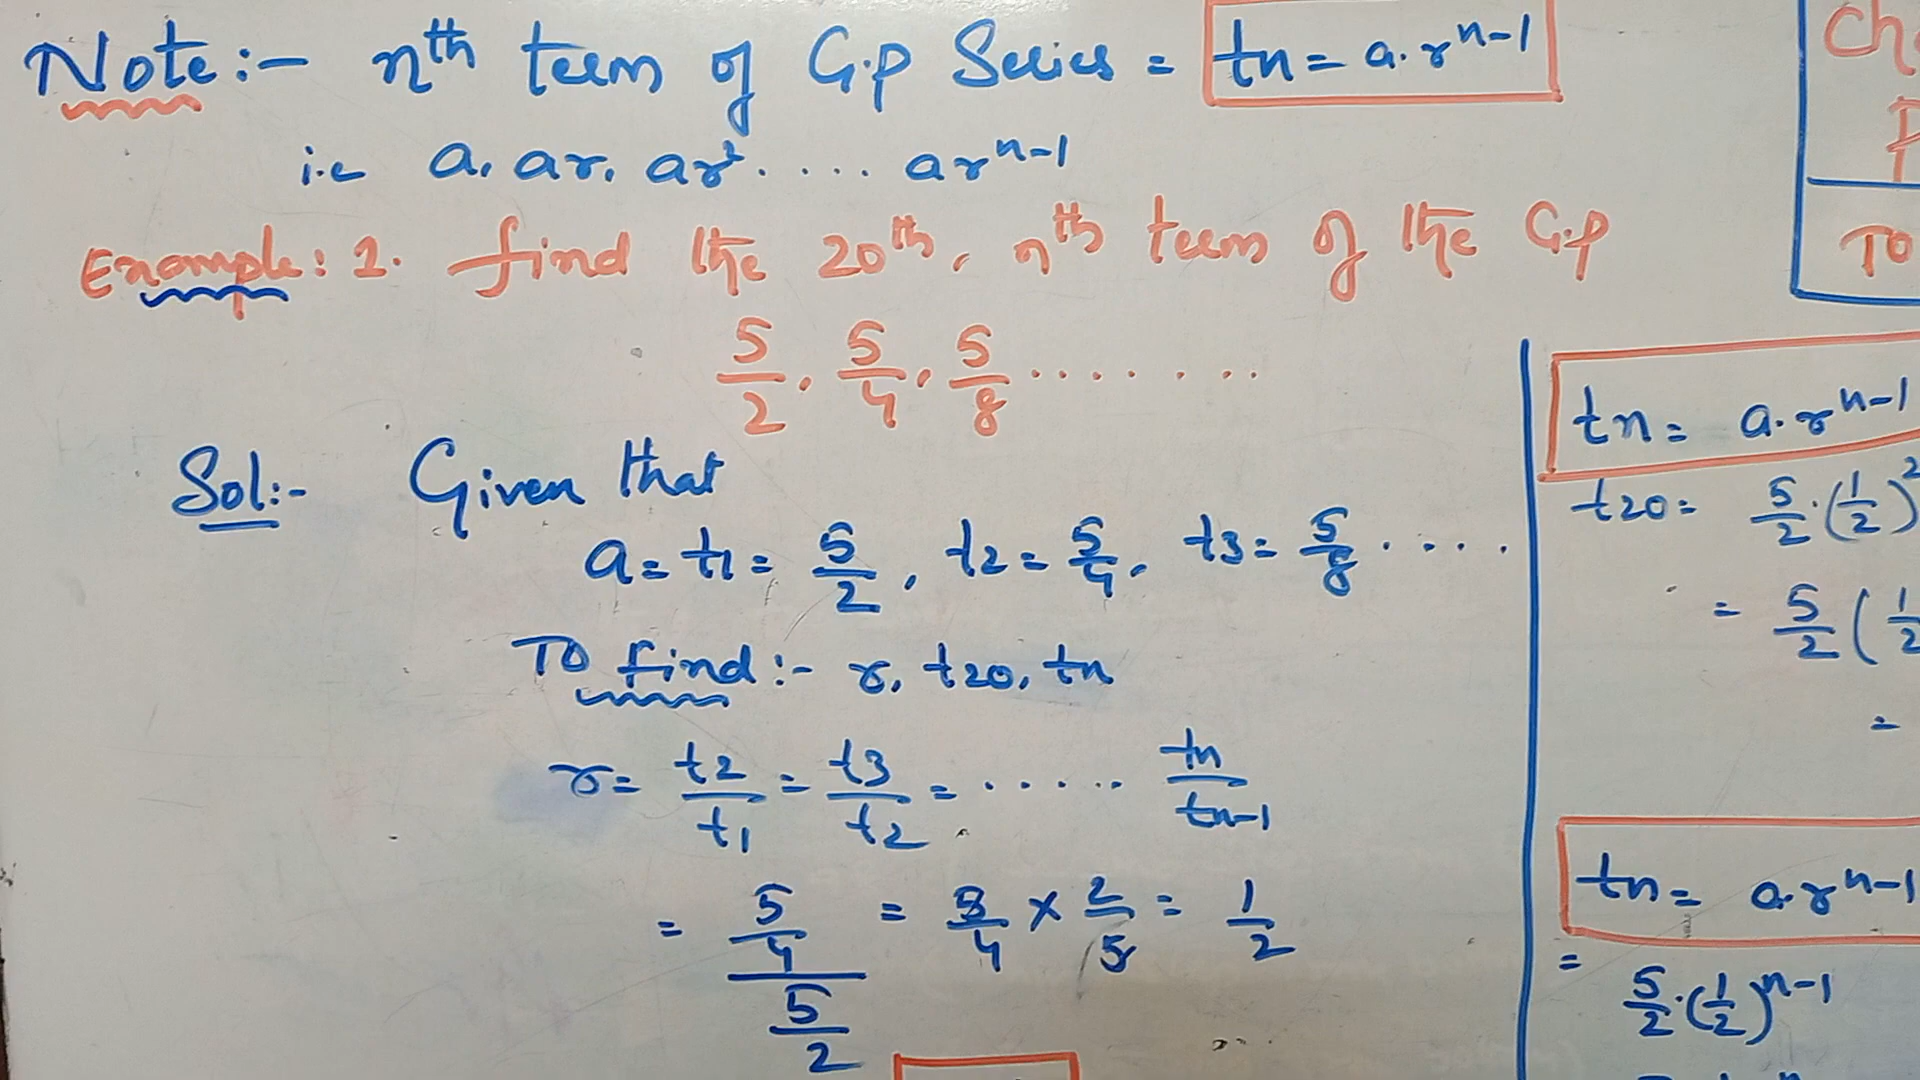 Note:- nth term of G.P Series = tn = a.r^n-1
i.e a, ar, ar² ..... ar^n-1
Example: 1. find the 20th, nth term of the G.P
5/2, 5/4, 5/8 ........
Sol:- Given that
a = t1 = 5/2, t2 = 5/4, t3 = 5/8 ....
To find:- r, t20, tn
r = t2/t1 = t3/t2 = ...... tn/tn-1
= 5/4 / 5/2 = 5/4 × 2/5 = 1/2
TO
tn = a.r^n-1
t20 = 5/2 . (1/2)
= 5/2 (1/2
=
tn = a.r^n-1
= 5/2 . (1/2)^n-1